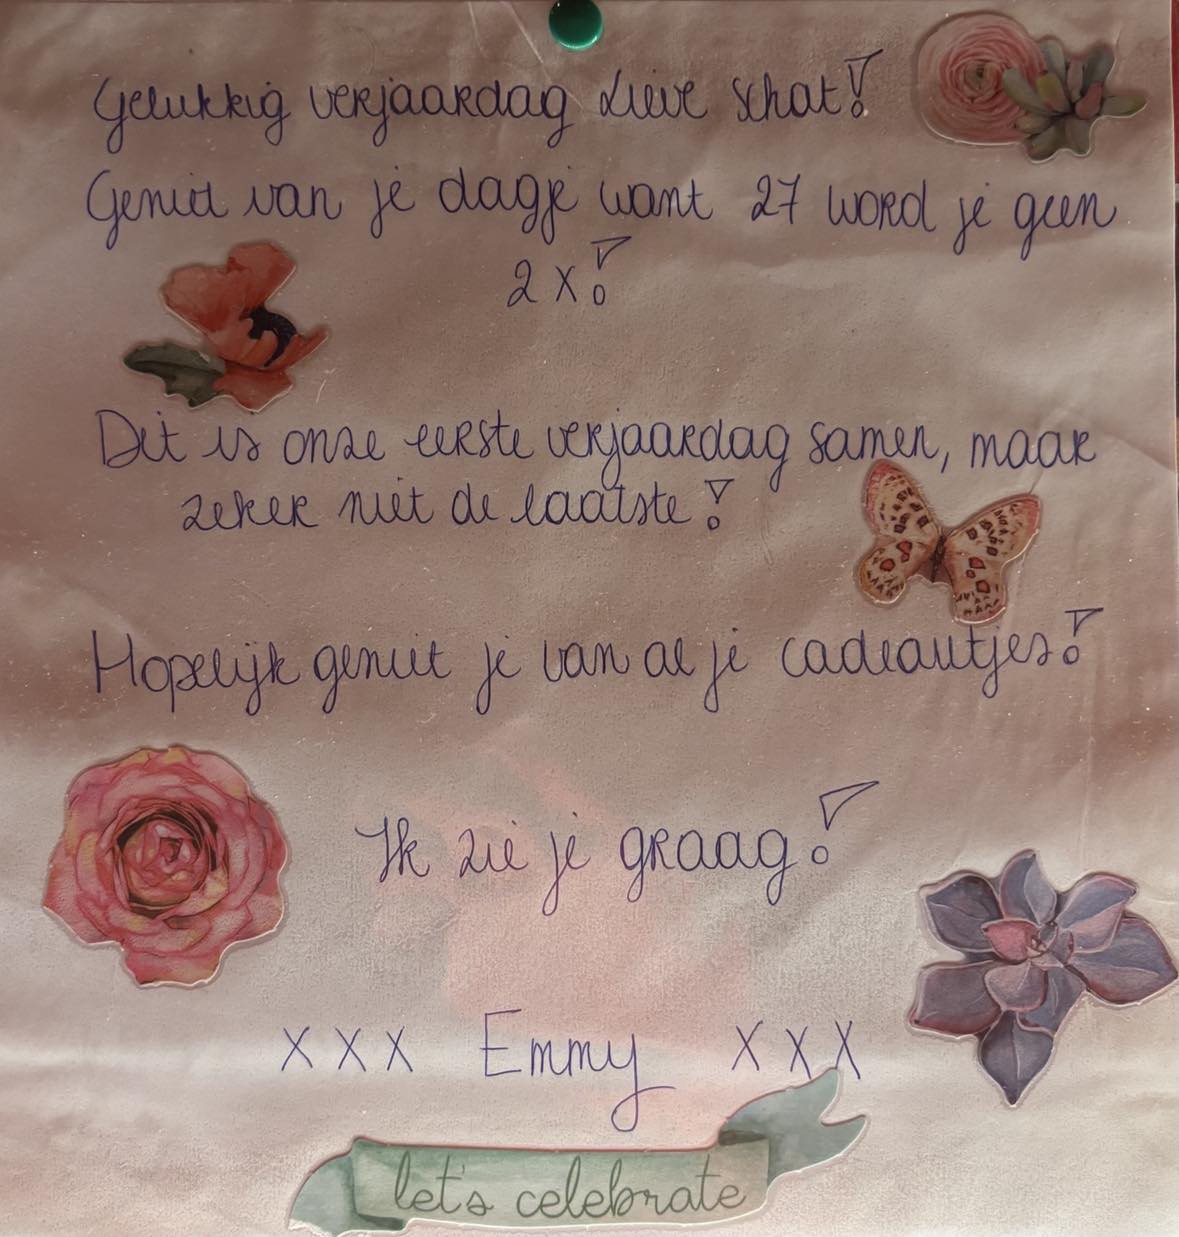 Gelukkig verjaardag lieve schat!
Geniet van je dagje want 27 word je geen
2x!
Dit is onze eerste verjaardag samen, maar
zeker niet de laatste!
Hopelijk geniet je van al je cadeautjes!
Ik zie je graag!
xxx Emmy xxx
let's celebrate